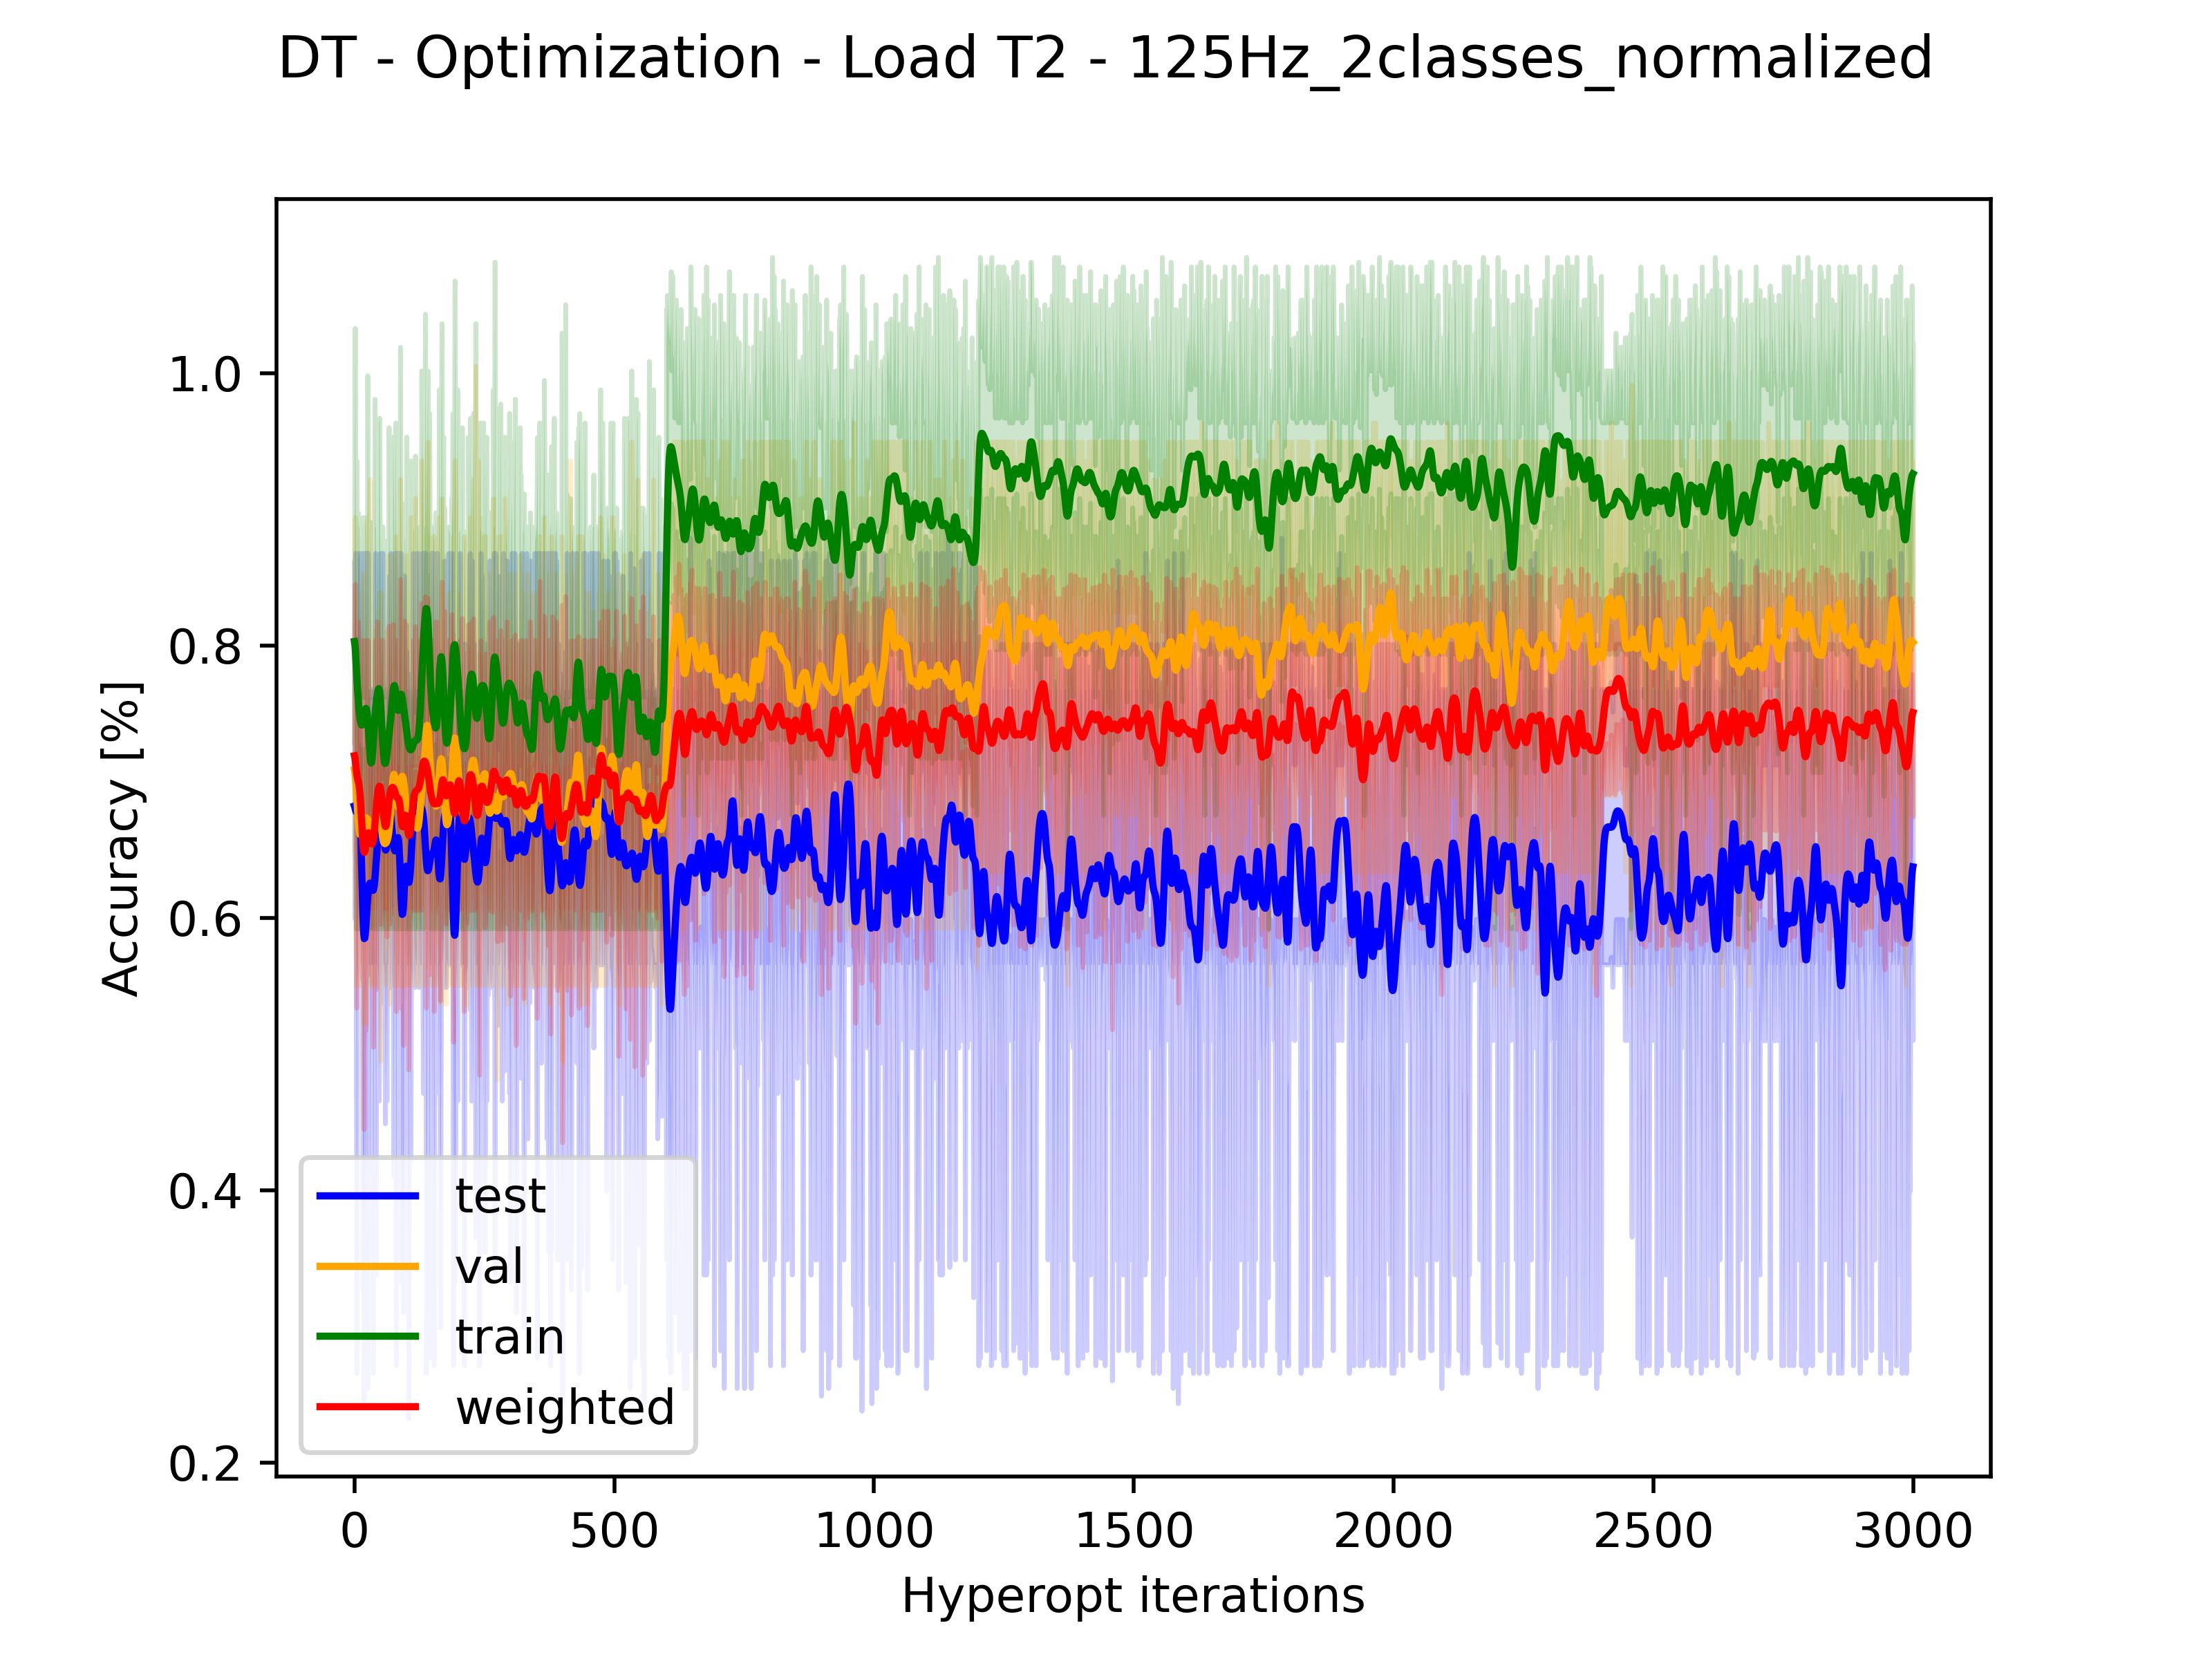 DT - Optimization - Load T2 - 125Hz_2classes_normalized
Accuracy [%]
1.0
0.8
0.6
0.4
0.2
test
val
train
weighted
0 500 1000 1500 2000 2500 3000
Hyperopt iterations